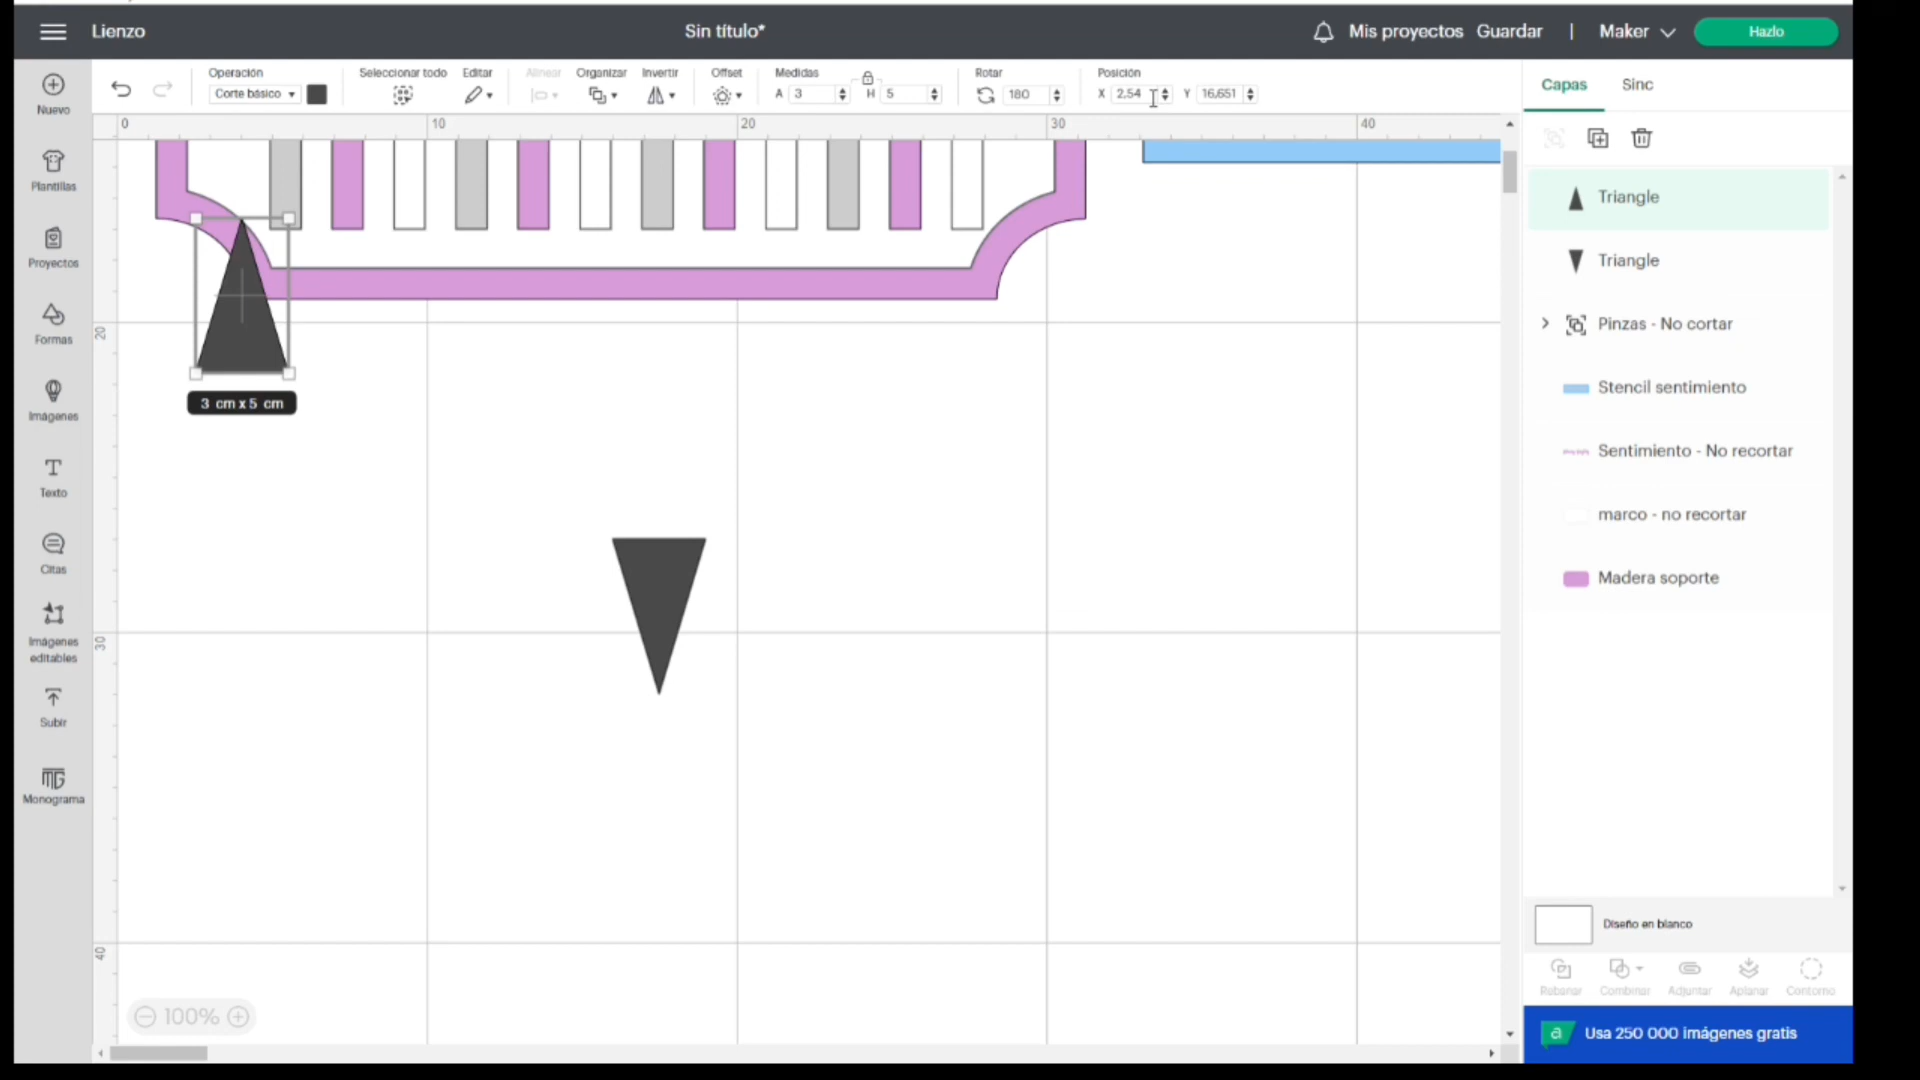 Lienzo
Sin título*
Mis proyectos
Guardar
|
Maker
Hazlo
Nuevo
Plantillas
Proyectos
Formas
Imágenes
Texto
Citas
Imágenes
editables
Subir
Monograma
Operación
Corte básico
Seleccionar todo
Editar
Alinear
Organizar
Invertir
Offset
Medidas
A 3
H 5
Rotar
180
Posición
X 2,54
Y 16,651
0
10
20
30
40
20
30
40
3 cm x 5 cm
100%
Capas
Sinc
Triangle
Triangle
Pinzas - No cortar
Stencil sentimiento
Sentimiento - No recortar
marco - no recortar
Madera soporte
Diseño en blanco
Rebanar
Combinar
Adjuntar
Aplanar
Contorno
a
Usa 250 000 imágenes gratis